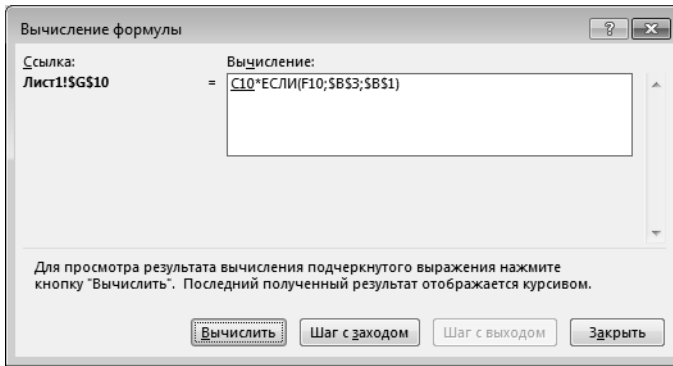 Вычисление формулы
Ссылка:
Вычисление:
Лист1!$G$10 = C10*ЕСЛИ(F10;$B$3;$B$1)
Для просмотра результата вычисления подчеркнутого выражения нажмите
кнопку "Вычислить". Последний полученный результат отображается курсивом.
Вычислить
Шаг с заходом
Шаг с выходом
Закрыть